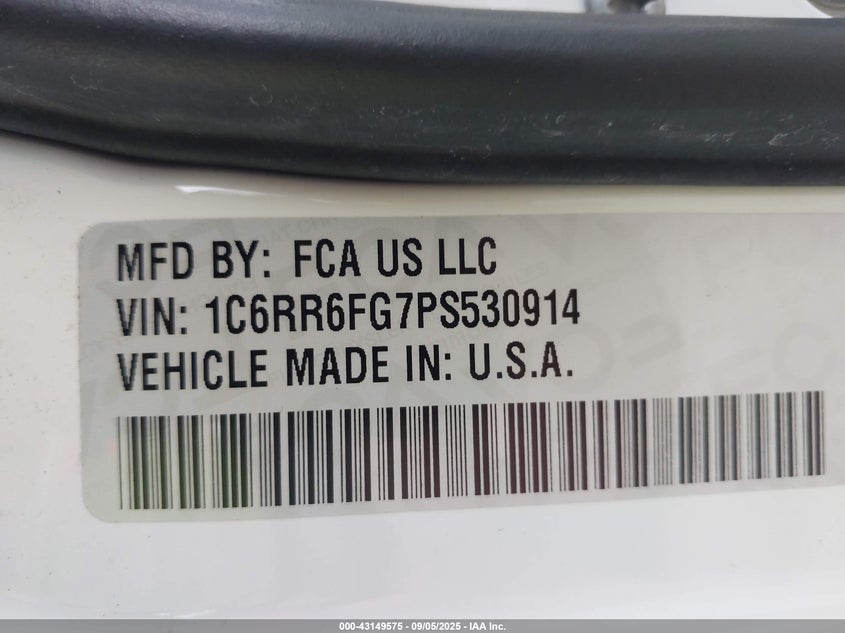 MFD BY: FCA US LLC
VIN: 1C6RR6FG7PS530914
VEHICLE MADE IN: U.S.A.
000-43149575 - 09/05/2025 - IAA Inc.